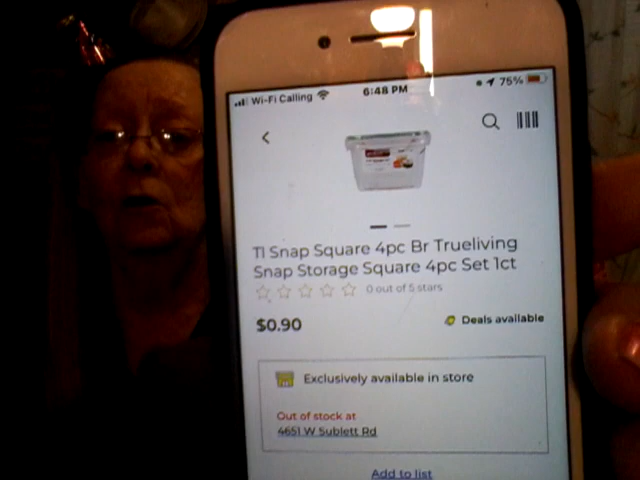 Wi-Fi Calling 6:48 PM 75%
Tl Snap Square 4pc Br Trueliving
Snap Storage Square 4pc Set 1ct
0 out of 5 stars
$0.90
Deals available
Exclusively available in store
Out of stock at
4651 W Sublett Rd
Add to list